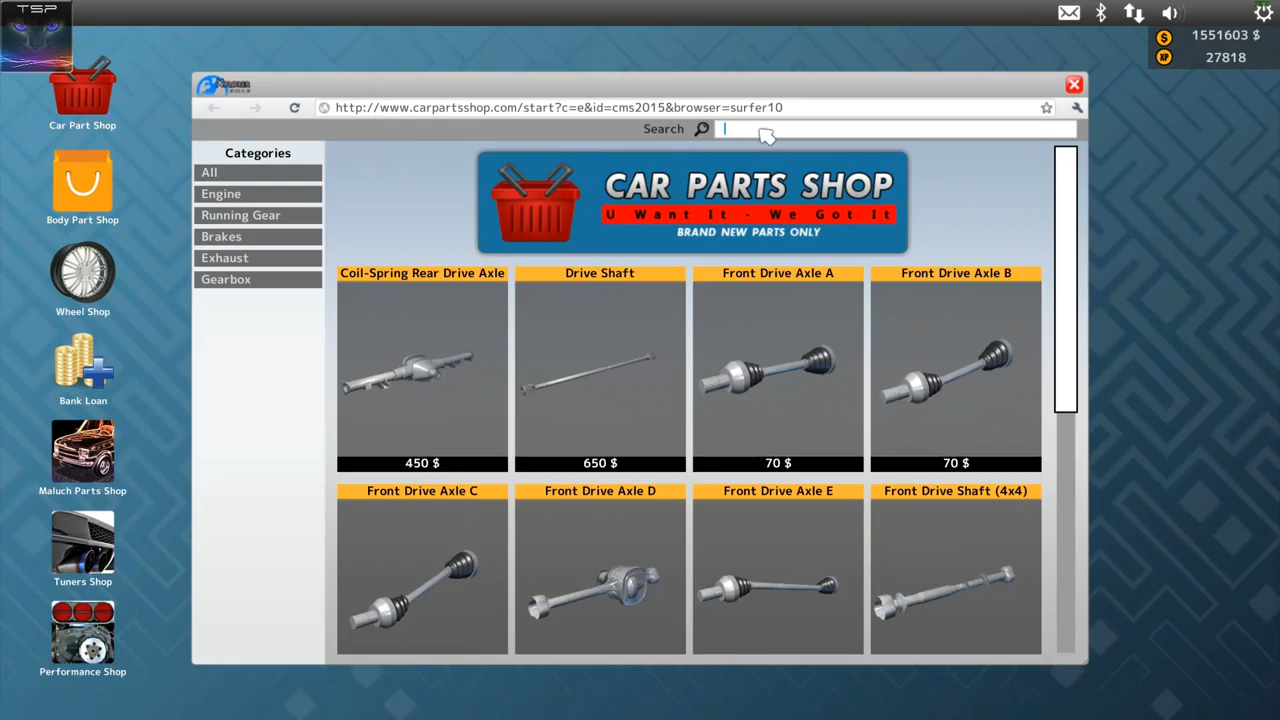 TSP
1551603 $
27818
Car Part Shop
Body Part Shop
Wheel Shop
Bank Loan
Maluch Parts Shop
Tuners Shop
Performance Shop
http://www.carpartsshop.com/start?c=e&id=cms2015&browser=surfer10
Search
Categories
All
Engine
Running Gear
Brakes
Exhaust
Gearbox
CAR PARTS SHOP
U Want It - We Got It
BRAND NEW PARTS ONLY
Coil-Spring Rear Drive Axle
Drive Shaft
Front Drive Axle A
Front Drive Axle B
450 $
650 $
70 $
70 $
Front Drive Axle C
Front Drive Axle D
Front Drive Axle E
Front Drive Shaft (4x4)